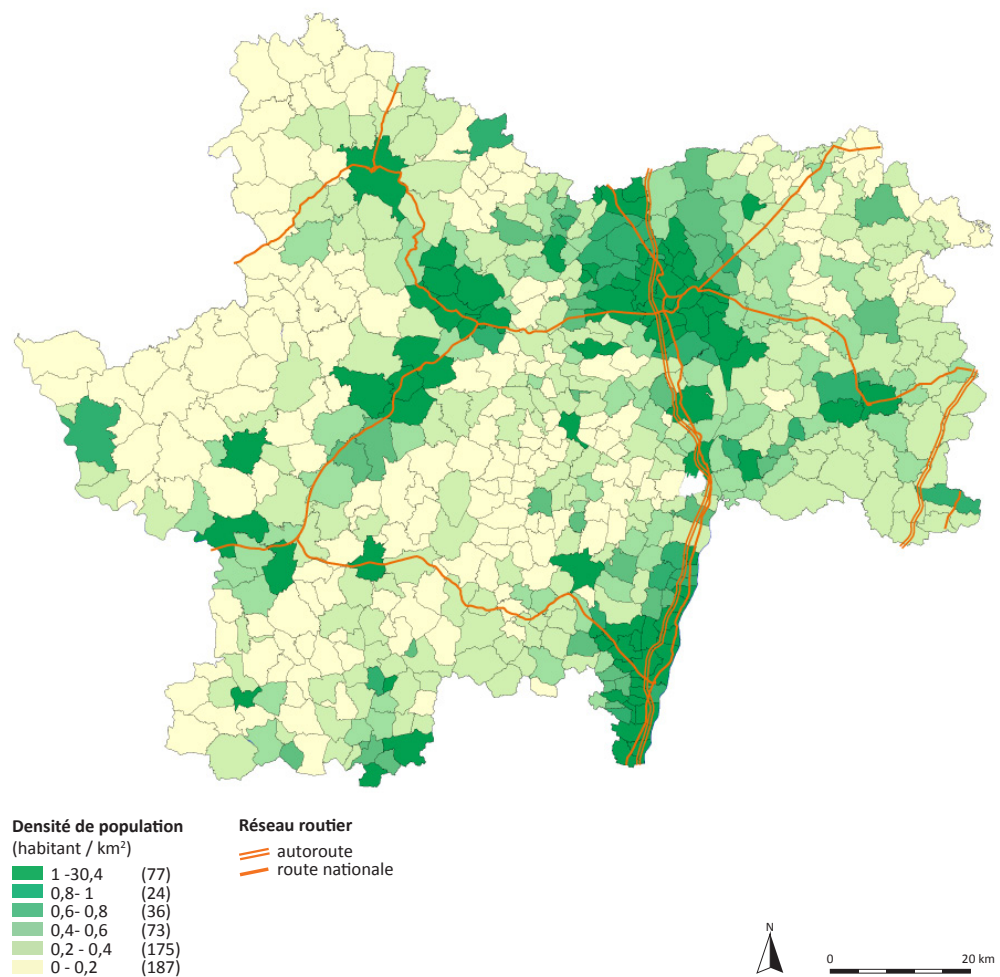 Densité de population
(habitant / km²)
1 -30,4 (77)
0,8- 1 (24)
0,6- 0,8 (36)
0,4- 0,6 (73)
0,2 - 0,4 (175)
0 - 0,2 (187)
Réseau routier
autoroute
route nationale
N
0 20 km